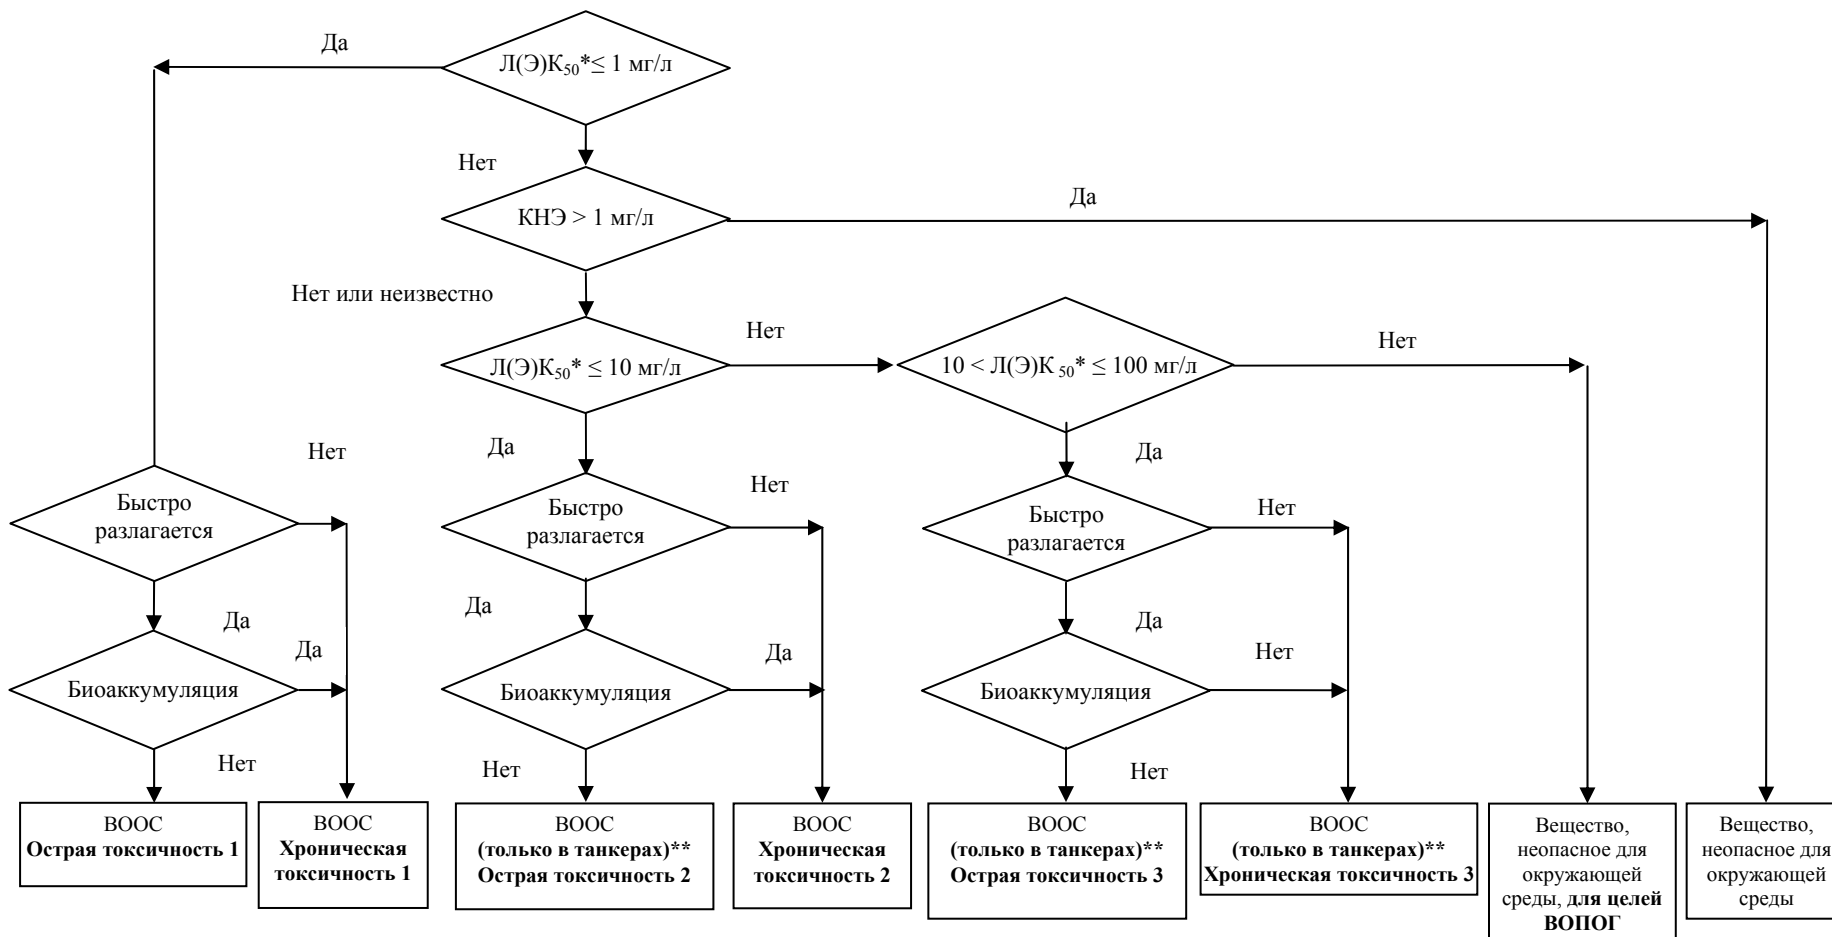 Да
Л(Э)К50*≤ 1 мг/л
Нет
КНЭ > 1 мг/л
Да
Нет или неизвестно
Л(Э)К50* ≤ 10 мг/л
Нет
10 < Л(Э)К 50* ≤ 100 мг/л
Нет
Да
Да
Нет
Быстро
разлагается
Да
Быстро
разлагается
Нет
Да
Быстро
разлагается
Нет
Да
Биоаккумуляция
Да
Нет
Биоаккумуляция
Да
Нет
Биоаккумуляция
Нет
Нет
ВООС
Острая токсичность 1
ВООС
Хроническая
токсичность 1
ВООС
(только в танкерах)**
Острая токсичность 2
ВООС
Хроническая
токсичность 2
ВООС
(только в танкерах)**
Острая токсичность 3
ВООС
(только в танкерах)**
Хроническая токсичность 3
Вещество,
неопасное для
окружающей
среды, для целей
ВОПОГ
Вещество,
неопасное для
окружающей
среды